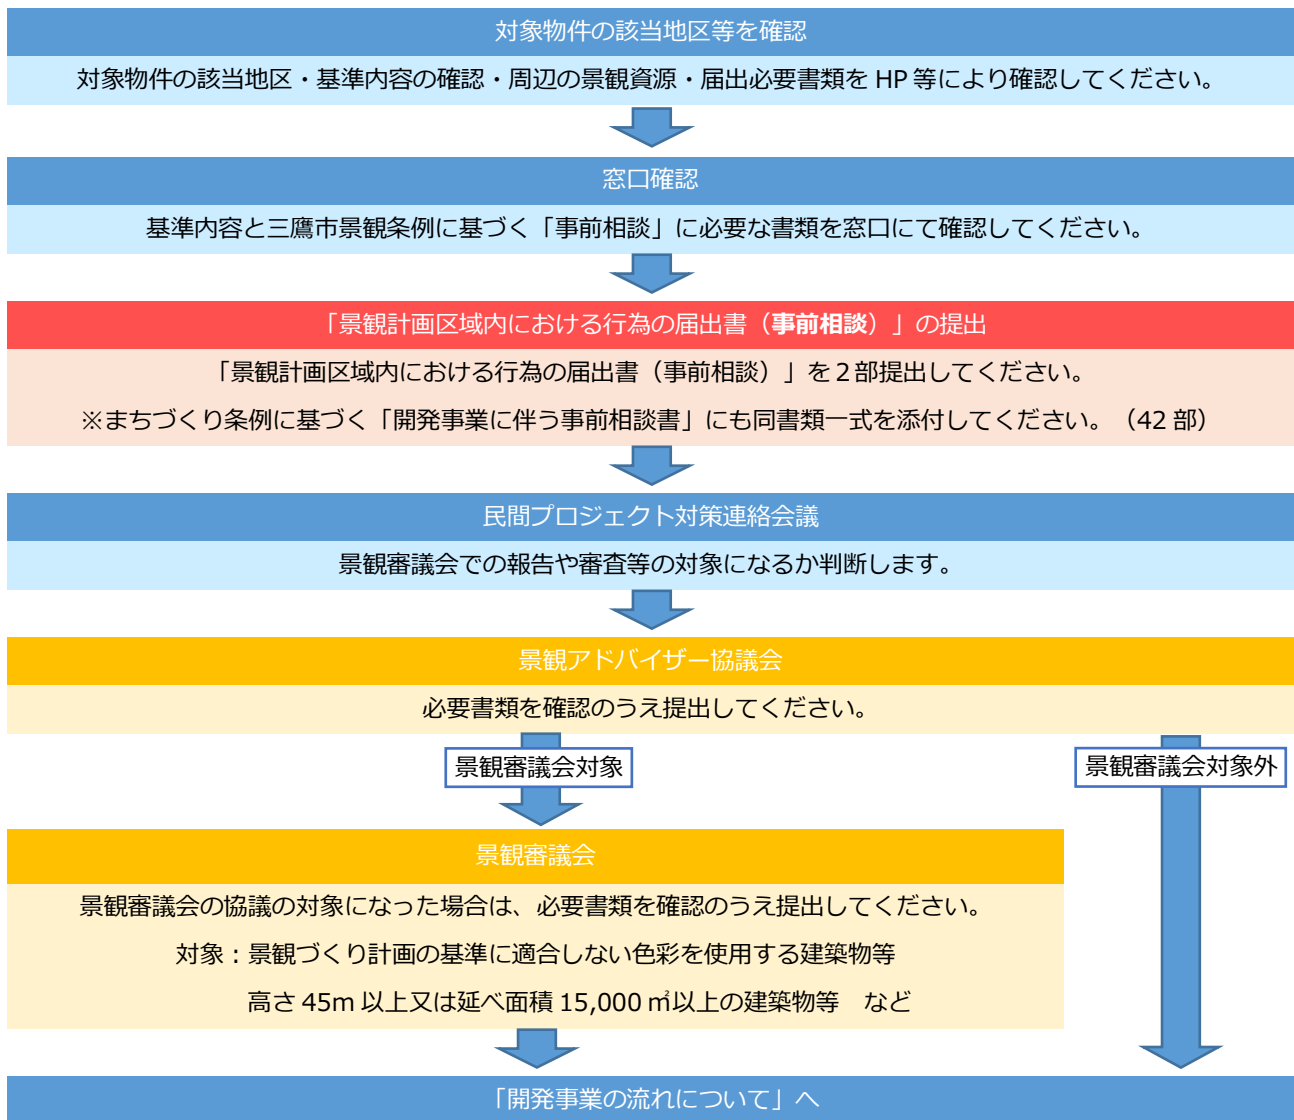 対象物件の該当地区等を確認
対象物件の該当地区・基準内容の確認・周辺の景観資源・届出必要書類を HP 等により確認してください。
窓口確認
基準内容と三鷹市景観条例に基づく「事前相談」に必要な書類を窓口にて確認してください。
「景観計画区域内における行為の届出書（事前相談）」の提出
「景観計画区域内における行為の届出書（事前相談）」を２部提出してください。
※まちづくり条例に基づく「開発事業に伴う事前相談書」にも同書類一式を添付してください。（42 部）
民間プロジェクト対策連絡会議
景観審議会での報告や審査等の対象になるか判断します。
景観アドバイザー協議会
必要書類を確認のうえ提出してください。
景観審議会対象
景観審議会対象外
景観審議会
景観審議会の協議の対象になった場合は、必要書類を確認のうえ提出してください。
対象：景観づくり計画の基準に適合しない色彩を使用する建築物等
高さ 45m 以上又は延べ面積 15,000 ㎡以上の建築物等　など
「開発事業の流れについて」へ